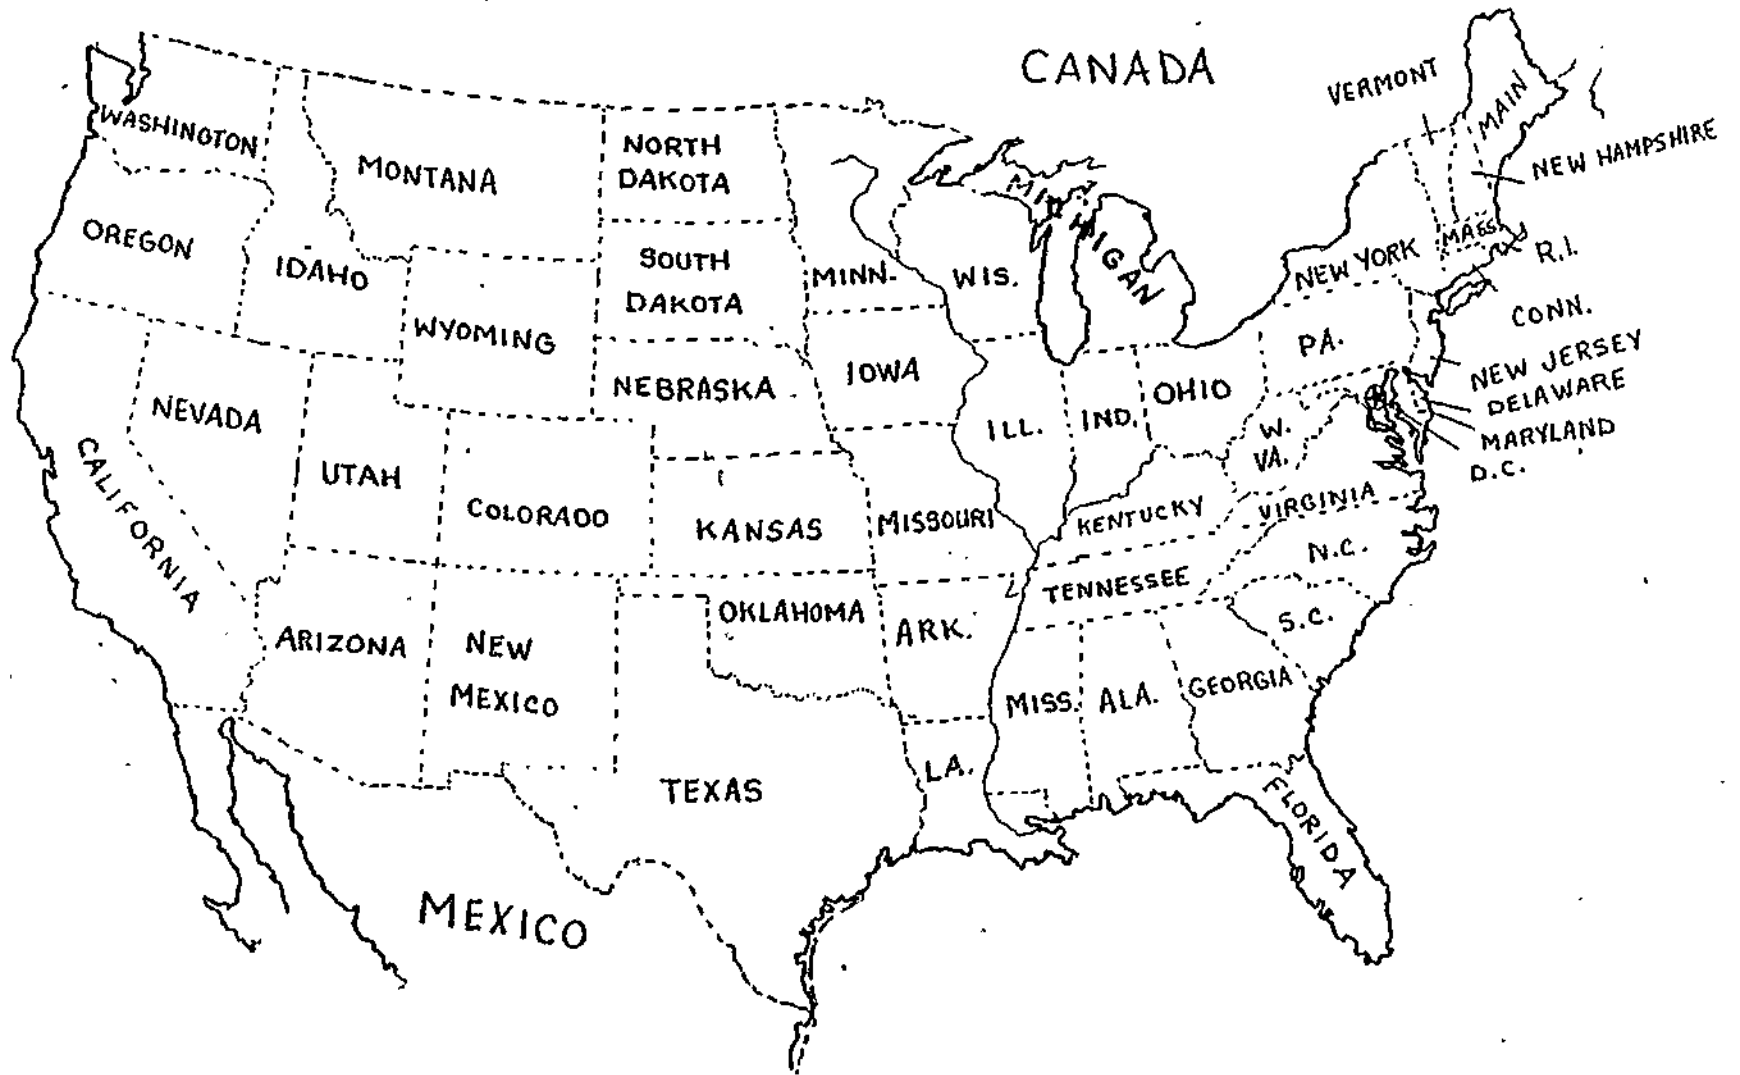 CANADA
VERMONT
MAIN
NEW HAMPSHIRE
WASHINGTON
MONTANA
NORTH
DAKOTA
MICHIGAN
OREGON
IDAHO
SOUTH
DAKOTA
MINN.
WIS.
NEW YORK
MASS.
R.I.
WYOMING
CONN.
PA.
NEW JERSEY
NEBRASKA
IOWA
OHIO
DELAWARE
NEVADA
ILL.
IND.
W.
VA.
MARYLAND
D.C.
CALIFORNIA
UTAH
COLORADO
KANSAS
MISSOURI
KENTUCKY
VIRGINIA
N.C.
TENNESSEE
ARIZONA
NEW
MEXICO
OKLAHOMA
ARK.
S.C.
MISS.
ALA.
GEORGIA
TEXAS
LA.
FLORIDA
MEXICO